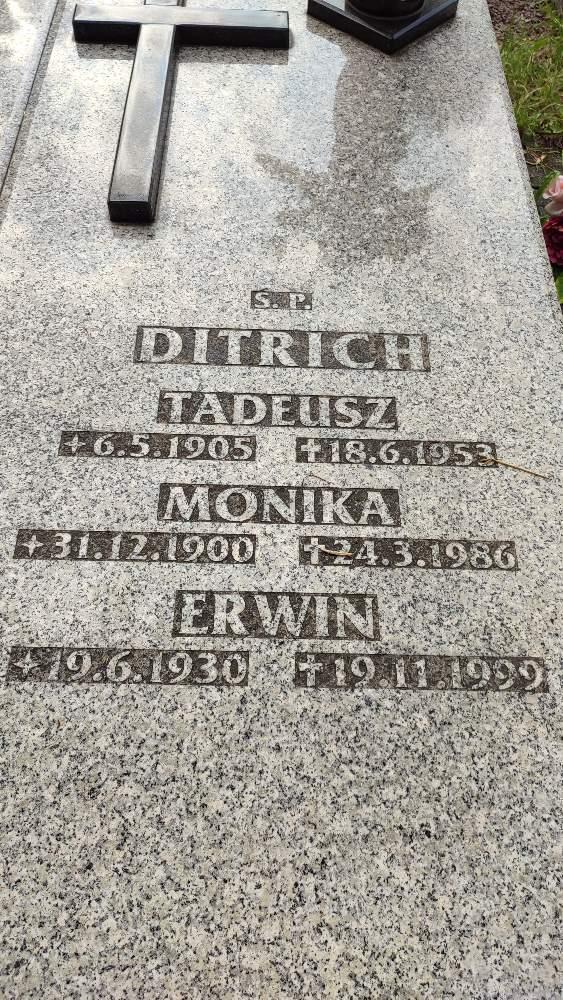 S. P.
DITRICH
TADEUSZ
*6.5.1905 †18.6.1953
MONIKA
*31.12.1900 †24.3.1986
ERWIN
*19.6.1930 †19.11.1999